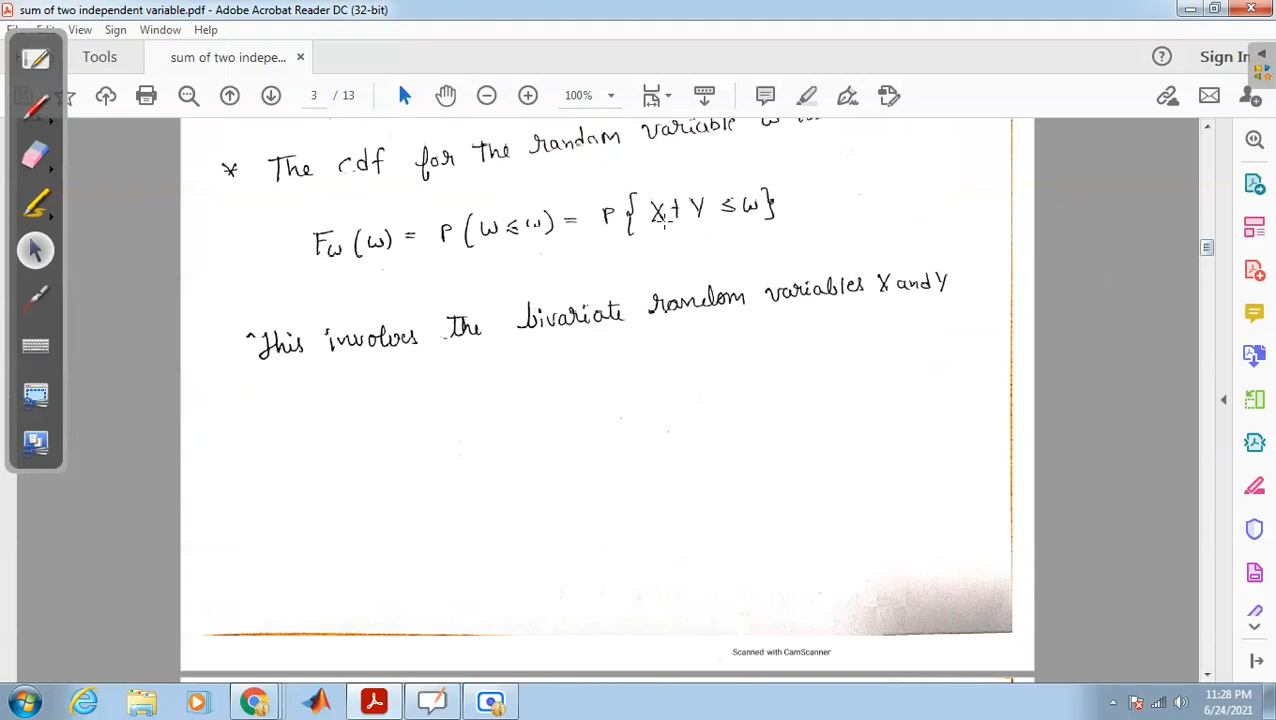 sum of two independent variable.pdf - Adobe Acrobat Reader DC (32-bit)
View Sign Window Help
Tools
sum of two indepe... ×
Sign In
3 / 13
100%
* The cdf for the random variable ω
Fω(ω) = P(ω ≤ ω) = P{X+Y ≤ ω}
This involves the bivariate random variables X and Y
Scanned with CamScanner
11:28 PM
6/24/2021